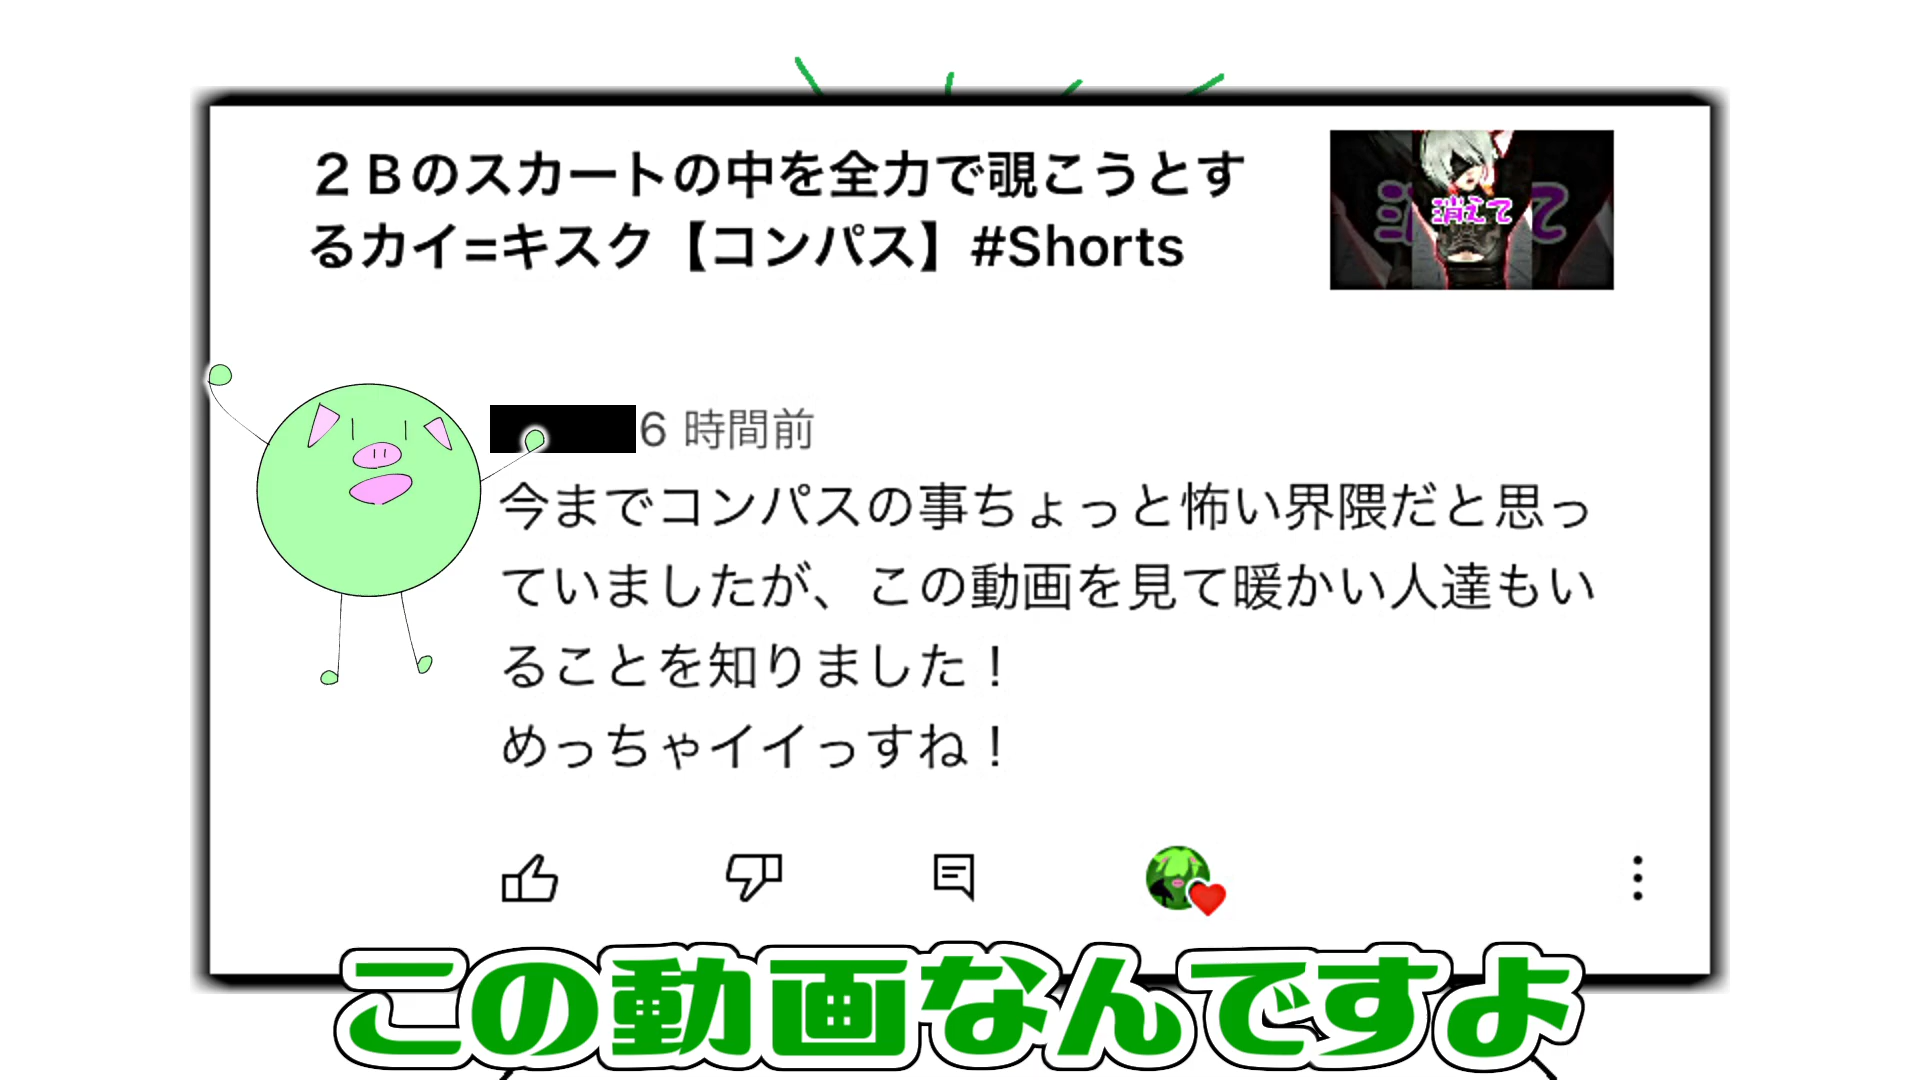 ２Ｂのスカートの中を全力で覗こうとす
るカイ=キスク【コンパス】#Shorts
消えて
6 時間前
今までコンパスの事ちょっと怖い界隈だと思っ
ていましたが、この動画を見て暖かい人達もい
ることを知りました！
めっちゃイイっすね！
この動画なんですよ